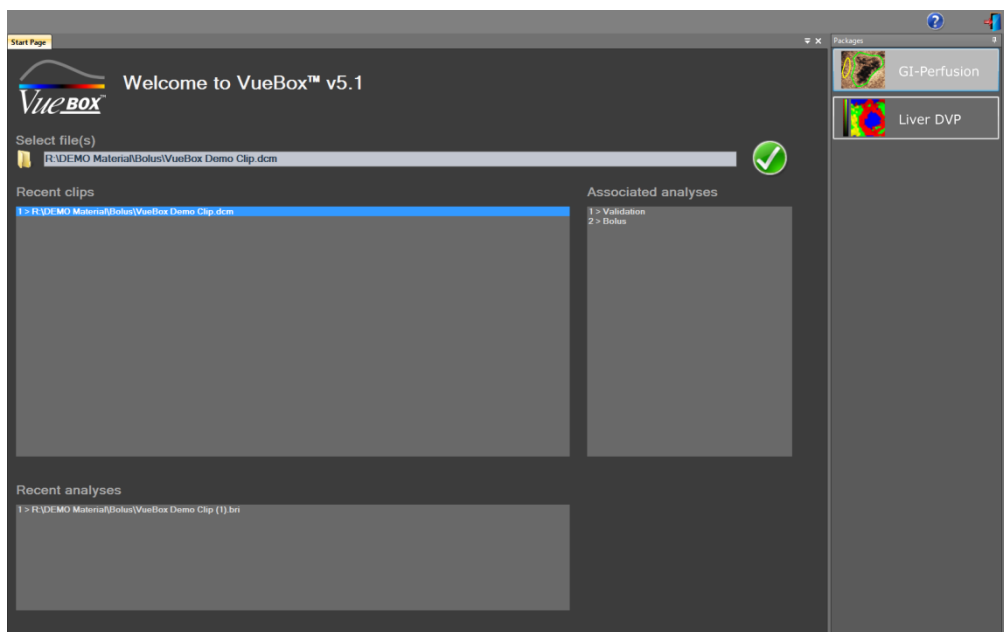 ?
Start Page
Packages
Vue BOX™
Welcome to VueBox™ v5.1
GI-Perfusion
Liver DVP
Select file(s)
R:\DEMO Material\Bolus\VueBox Demo Clip.dcm
Recent clips
1 > R:\DEMO Material\Bolus\VueBox Demo Clip.dcm
Associated analyses
1 > Validation
2 > Bolus
Recent analyses
1 > R:\DEMO Material\Bolus\VueBox Demo Clip (1).bri